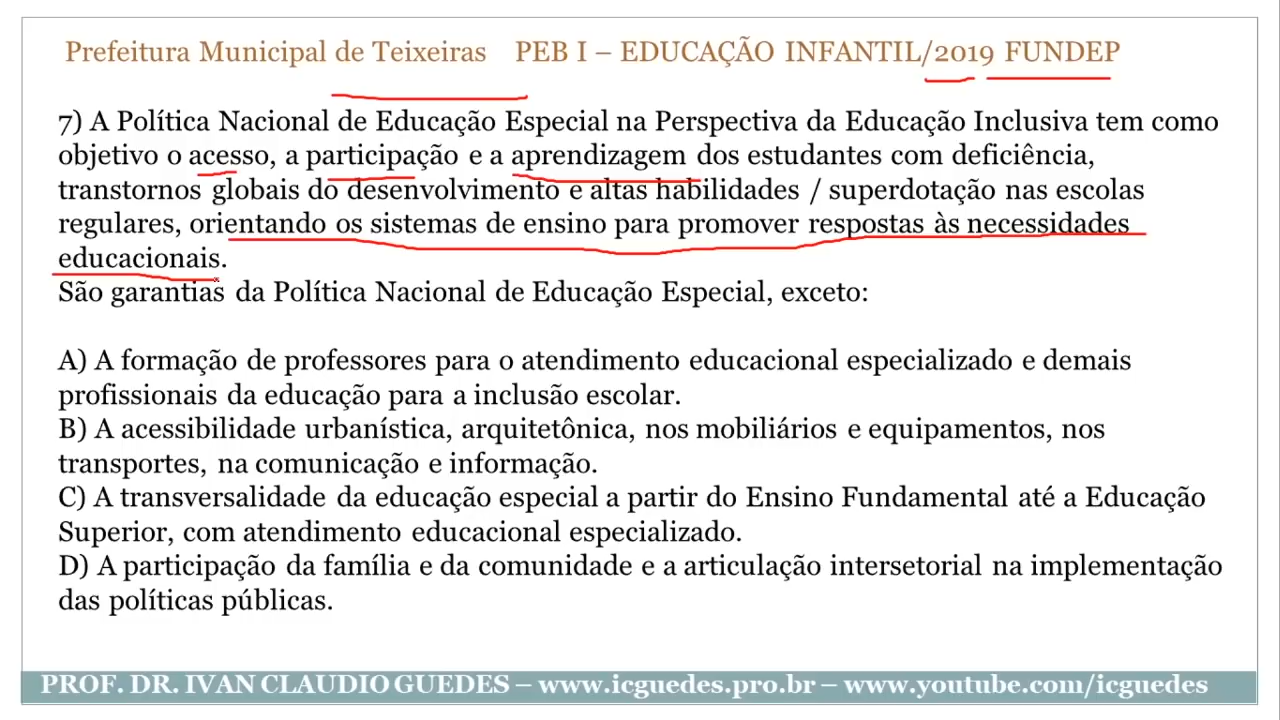 Prefeitura Municipal de Teixeiras PEB I – EDUCAÇÃO INFANTIL/2019 FUNDEP
7) A Política Nacional de Educação Especial na Perspectiva da Educação Inclusiva tem como
objetivo o acesso, a participação e a aprendizagem dos estudantes com deficiência,
transtornos globais do desenvolvimento e altas habilidades / superdotação nas escolas
regulares, orientando os sistemas de ensino para promover respostas às necessidades
educacionais.
São garantias da Política Nacional de Educação Especial, exceto:
A) A formação de professores para o atendimento educacional especializado e demais
profissionais da educação para a inclusão escolar.
B) A acessibilidade urbanística, arquitetônica, nos mobiliários e equipamentos, nos
transportes, na comunicação e informação.
C) A transversalidade da educação especial a partir do Ensino Fundamental até a Educação
Superior, com atendimento educacional especializado.
D) A participação da família e da comunidade e a articulação intersetorial na implementação
das políticas públicas.
PROF. DR. IVAN CLAUDIO GUEDES – www.icguedes.pro.br – www.youtube.com/icguedes